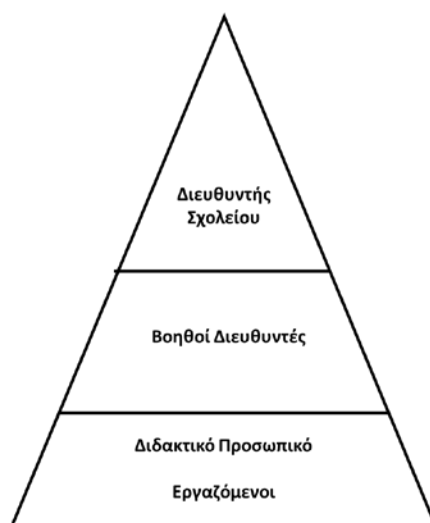 Διευθυντής
Σχολείου
Βοηθοί Διευθυντές
Διδακτικό Προσωπικό
Εργαζόμενοι